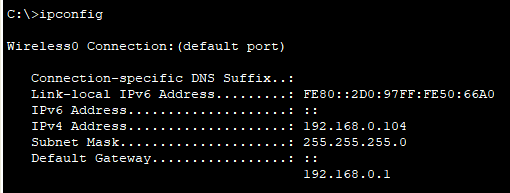 C:\>ipconfig
Wireless0 Connection:(default port)
Connection-specific DNS Suffix..:
Link-local IPv6 Address.........: FE80::2D0:97FF:FE50:66A0
IPv6 Address....................: ::
IPv4 Address....................: 192.168.0.104
Subnet Mask.....................: 255.255.255.0
Default Gateway.................: ::
192.168.0.1